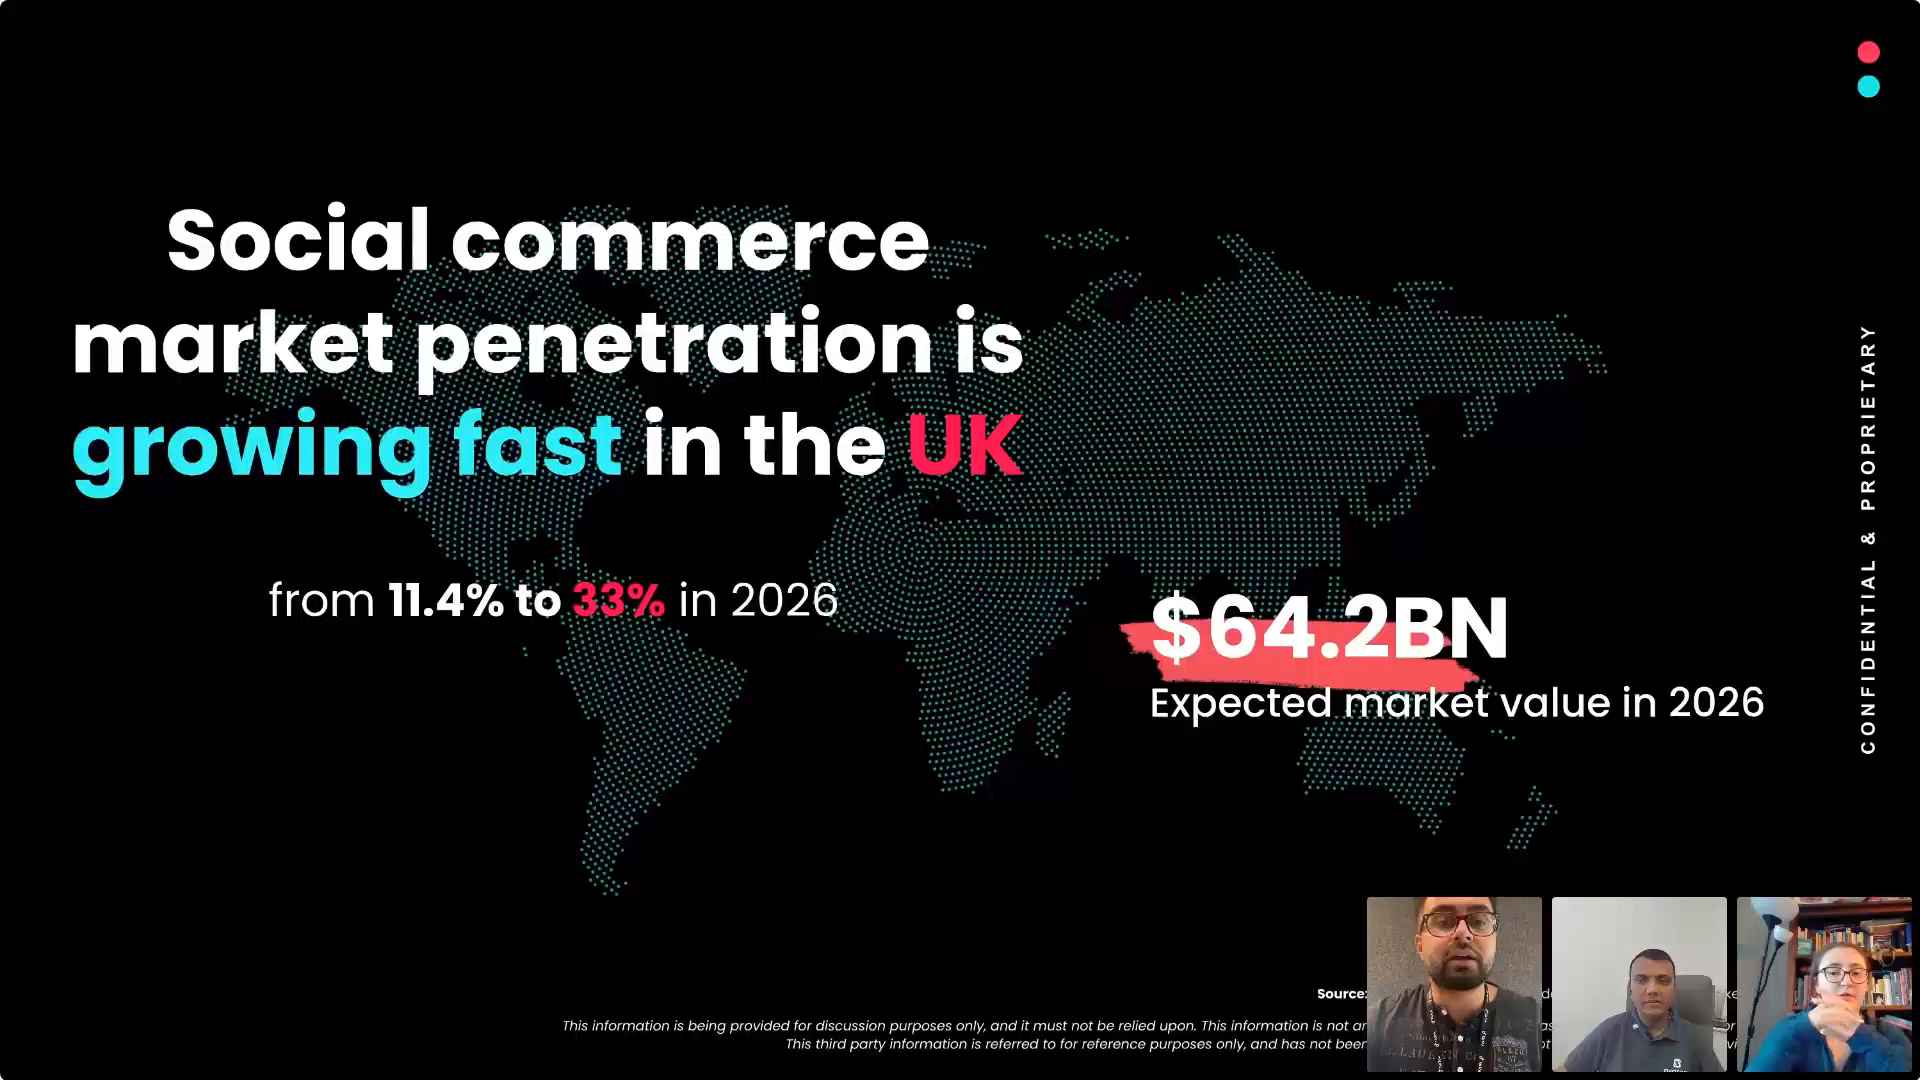 Social commerce
market penetration is
growing fast in the UK
from 11.4% to 33% in 2026
$64.2BN
Expected market value in 2026
CONFIDENTIAL & PROPRIETARY
Source:
This information is being provided for discussion purposes only, and it must not be relied upon. This information is not
This third party information is referred to for reference purposes only, and has not